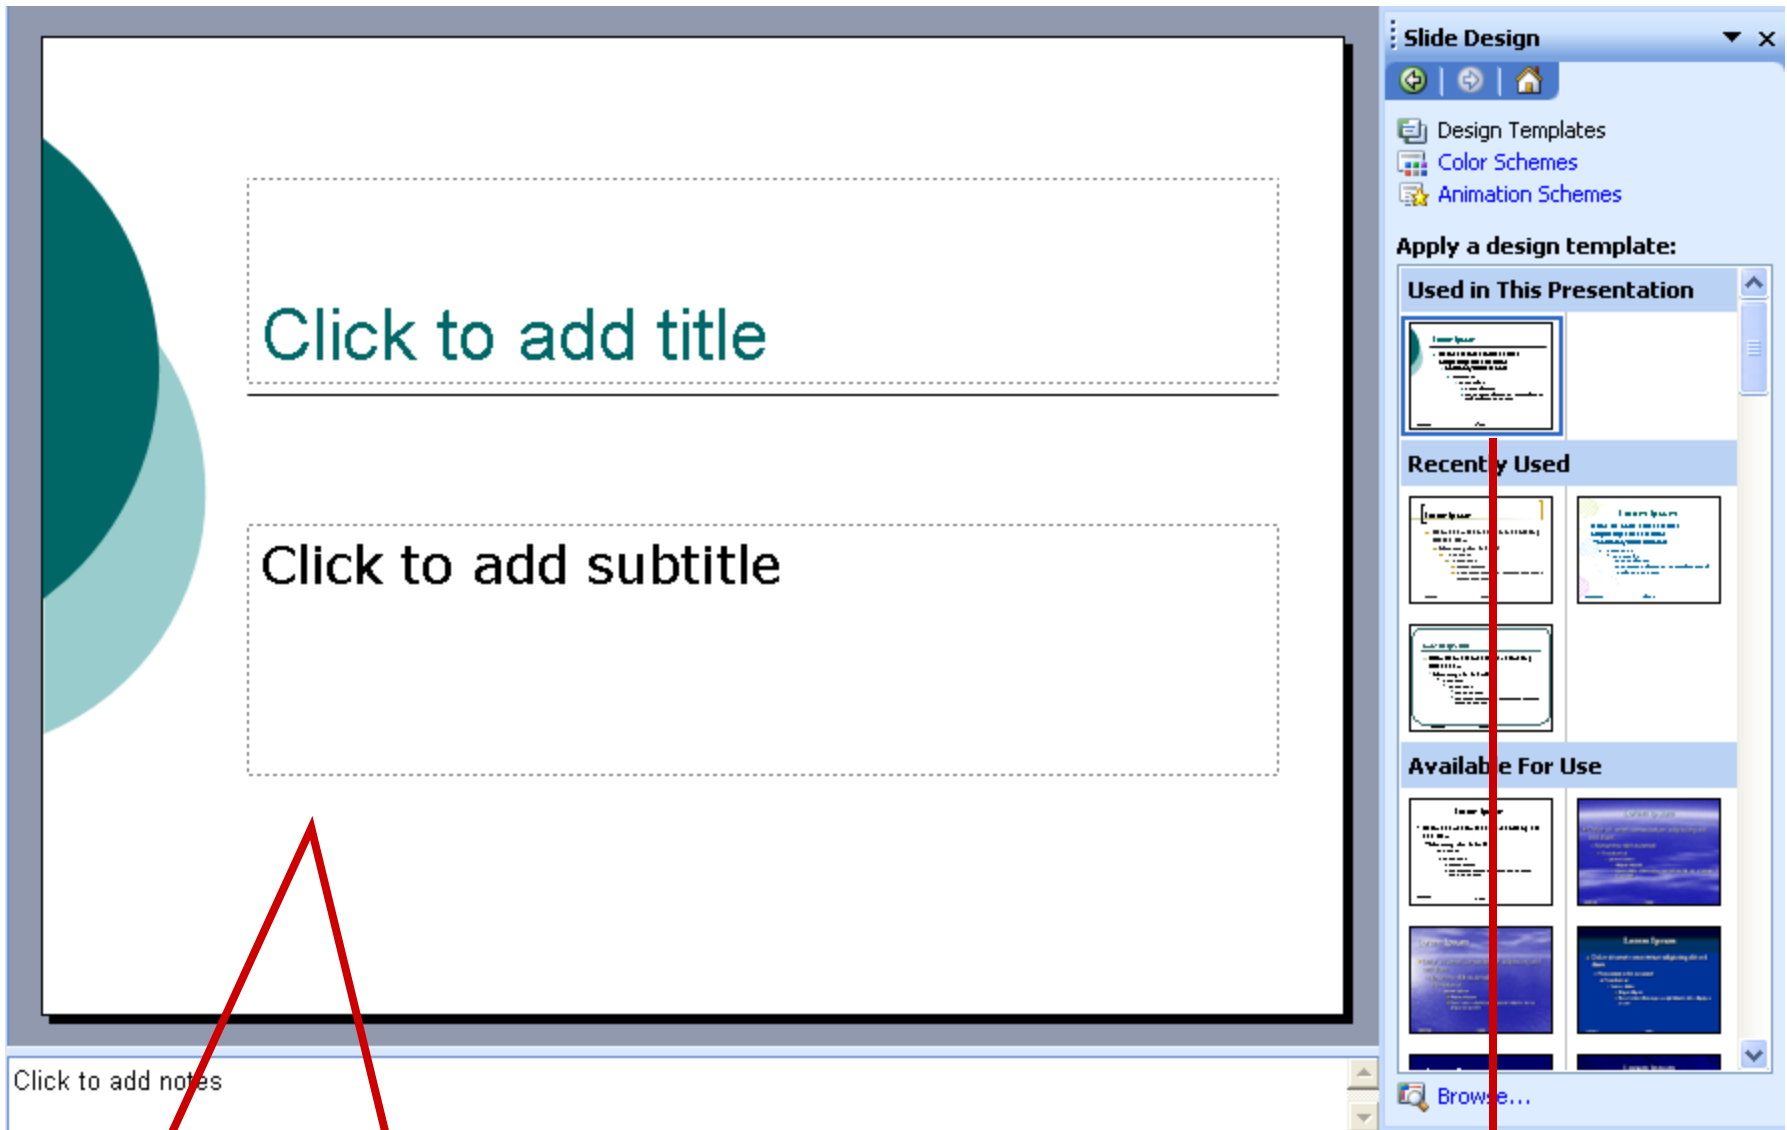 Click to add title
Click to add subtitle
Click to add notes
Slide Design
Design Templates
Color Schemes
Animation Schemes
Apply a design template:
Used in This Presentation
Recently Used
Available For Use
Browse...